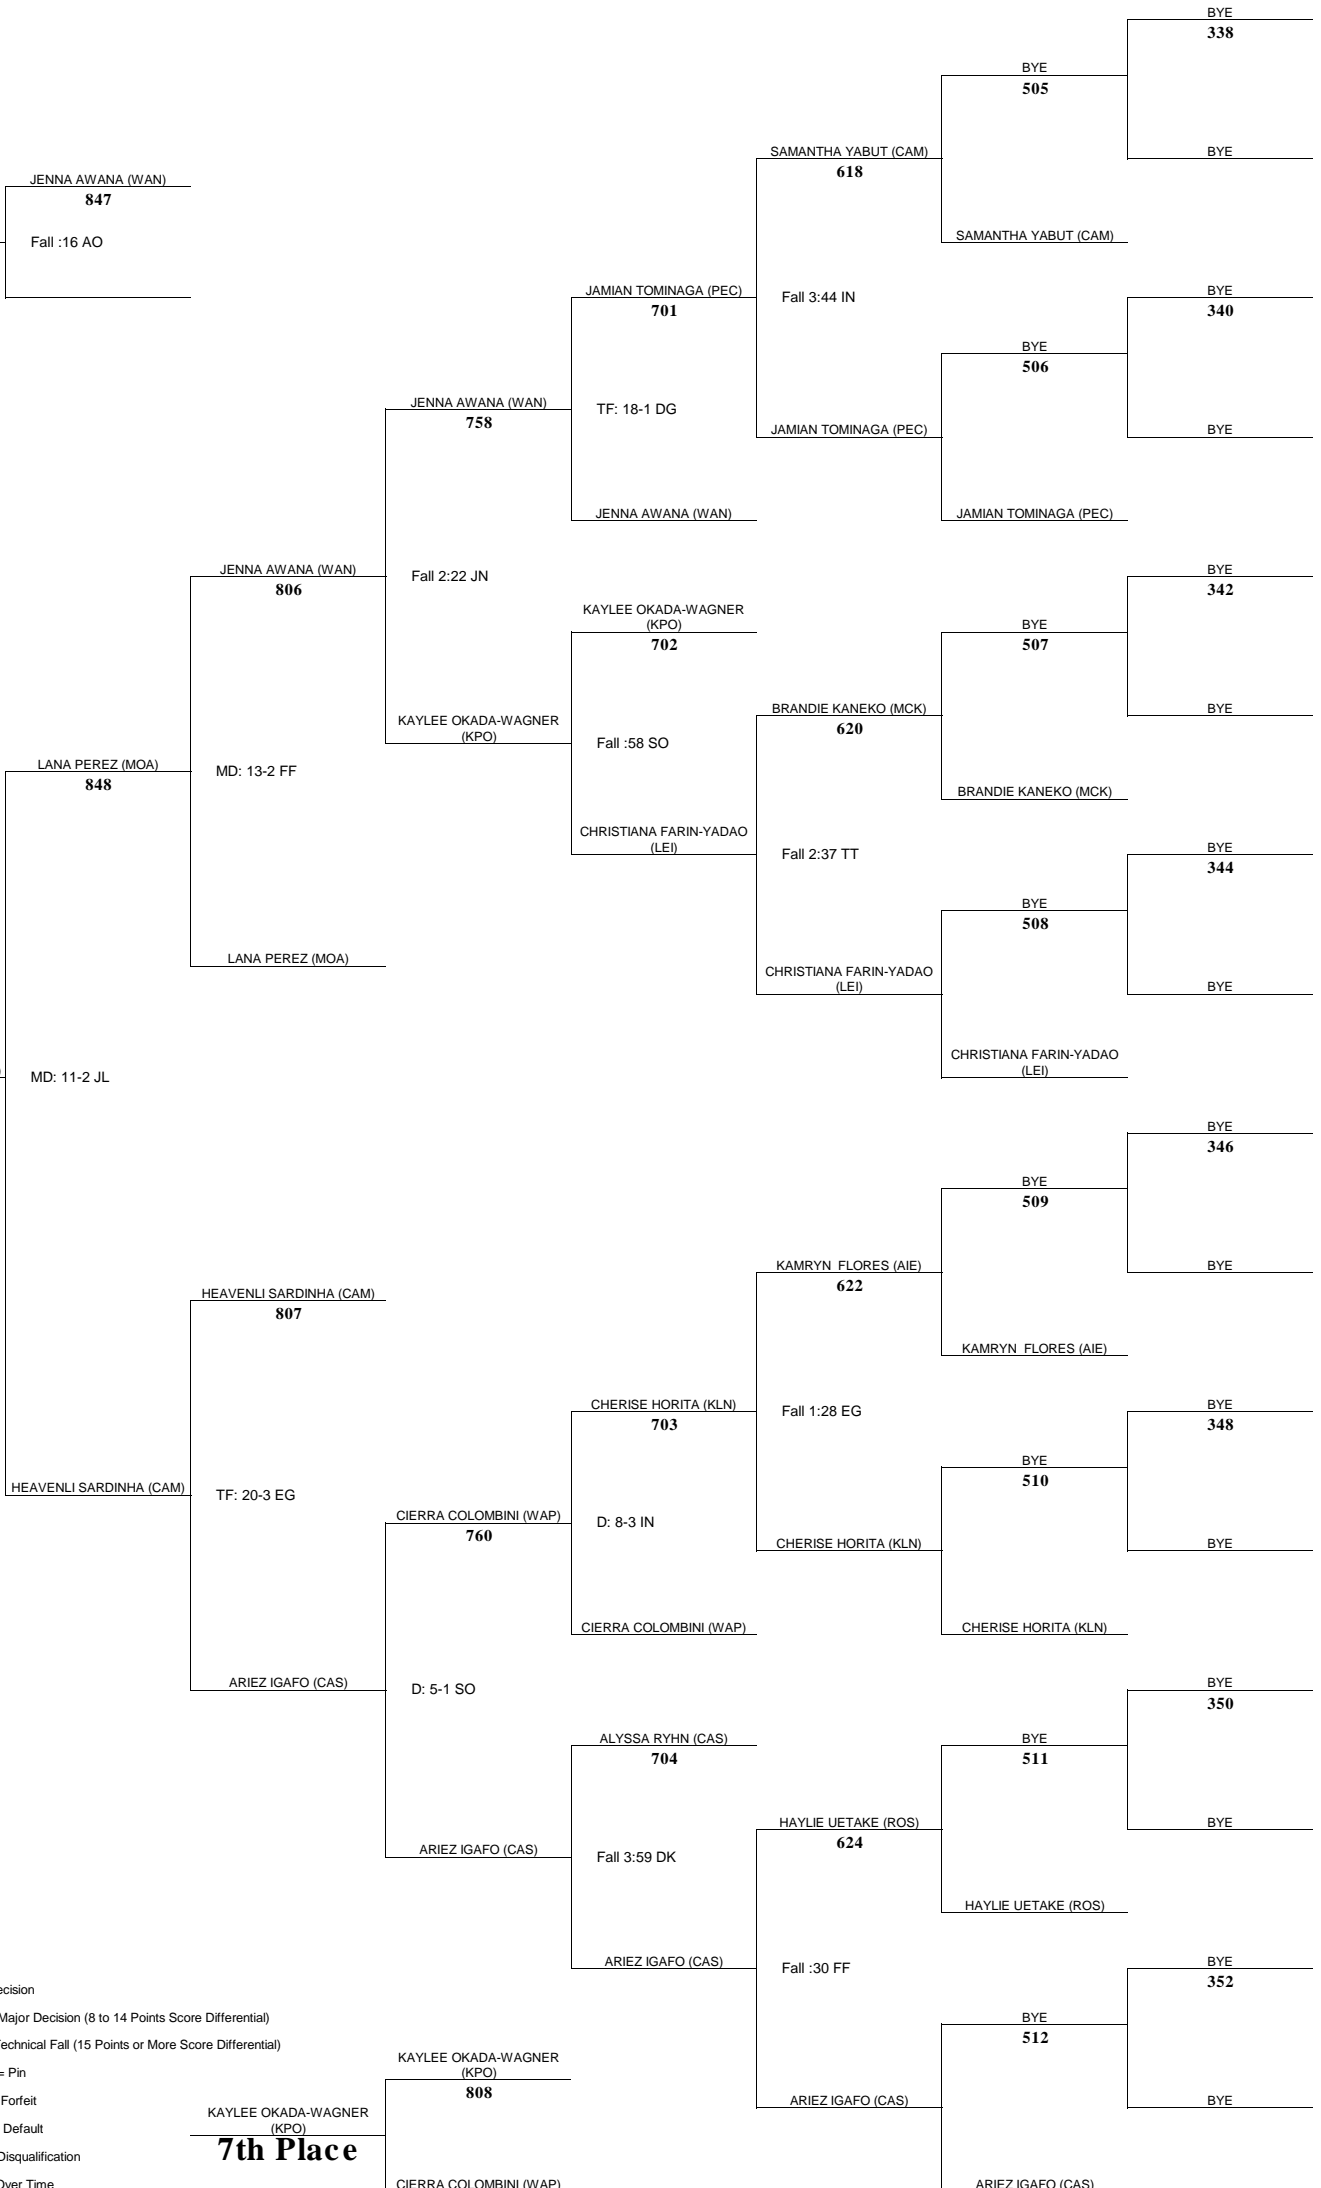 BYE
338
BYE
505
BYE
SAMANTHA YABUT (CAM)
618
JENNA AWANA (WAN)
847
Fall :16 AO
SAMANTHA YABUT (CAM)
JAMIAN TOMINAGA (PEC)
701
Fall 3:44 IN
BYE
340
BYE
506
JENNA AWANA (WAN)
758
TF: 18-1 DG
JAMIAN TOMINAGA (PEC)
BYE
JENNA AWANA (WAN)
JAMIAN TOMINAGA (PEC)
JENNA AWANA (WAN)
806
Fall 2:22 JN
BYE
342
KAYLEE OKADA-WAGNER
(KPO)
702
BYE
507
KAYLEE OKADA-WAGNER
(KPO)
Fall :58 SO
BRANDIE KANEKO (MCK)
620
BYE
LANA PEREZ (MOA)
848
MD: 13-2 FF
BRANDIE KANEKO (MCK)
CHRISTIANA FARIN-YADAO
(LEI)
Fall 2:37 TT
BYE
344
BYE
508
LANA PEREZ (MOA)
CHRISTIANA FARIN-YADAO
(LEI)
BYE
CHRISTIANA FARIN-YADAO
(LEI)
MD: 11-2 JL
BYE
346
BYE
509
KAMRYN  FLORES (AIE)
622
BYE
HEAVENLI SARDINHA (CAM)
807
KAMRYN  FLORES (AIE)
CHERISE HORITA (KLN)
703
Fall 1:28 EG
BYE
348
BYE
510
HEAVENLI SARDINHA (CAM)
TF: 20-3 EG
CIERRA COLOMBINI (WAP)
760
D: 8-3 IN
CHERISE HORITA (KLN)
BYE
CIERRA COLOMBINI (WAP)
CHERISE HORITA (KLN)
ARIEZ IGAFO (CAS)
D: 5-1 SO
BYE
350
ALYSSA RYHN (CAS)
704
BYE
511
HAYLIE UETAKE (ROS)
624
BYE
ARIEZ IGAFO (CAS)
Fall 3:59 DK
HAYLIE UETAKE (ROS)
ARIEZ IGAFO (CAS)
Fall :30 FF
BYE
352
ecision
Major Decision (8 to 14 Points Score Differential)
BYE
512
echnical Fall (15 Points or More Score Differential)
KAYLEE OKADA-WAGNER
(KPO)
808
= Pin
Forfeit
ARIEZ IGAFO (CAS)
BYE
KAYLEE OKADA-WAGNER
(KPO)
7th Place
Default
Disqualification
Over Time
CIERRA COLOMBINI (WAP)
ARIEZ IGAFO (CAS)